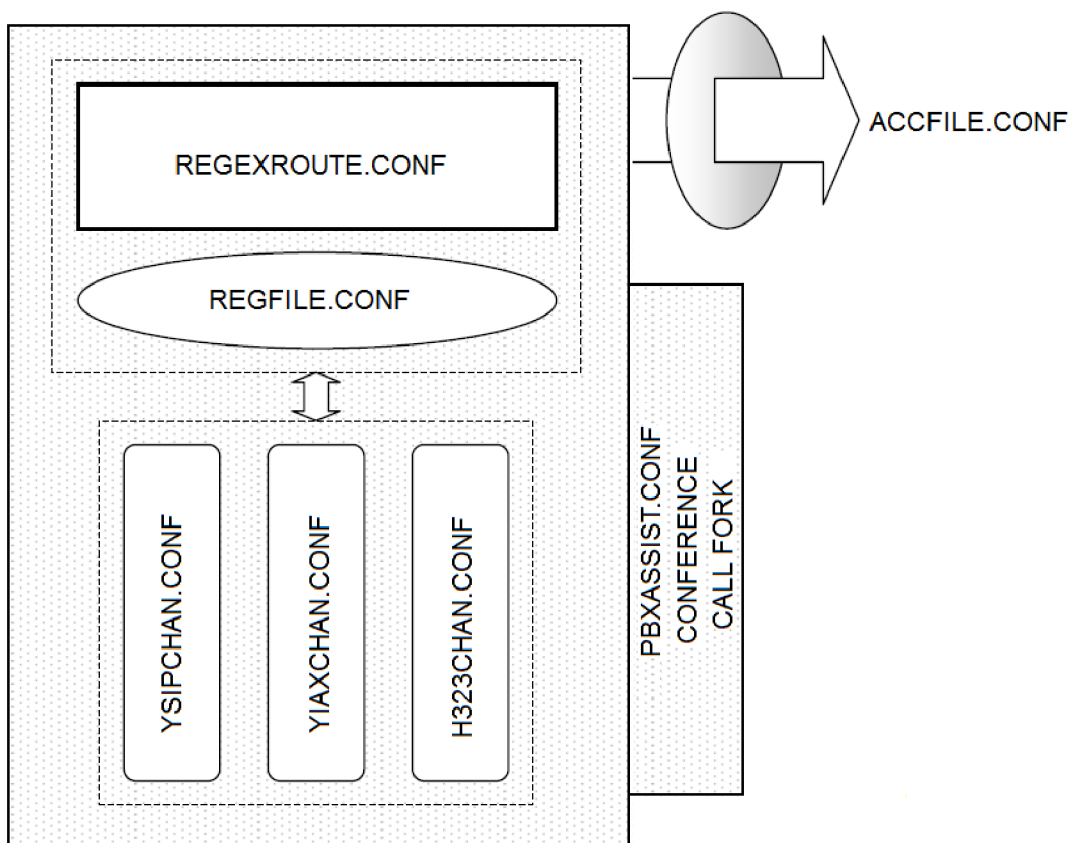 REGEXROUTE.CONF
ACCFILE.CONF
REGFILE.CONF
YSIPCHAN.CONF
YIAXCHAN.CONF
H323CHAN.CONF
PBXASSIST.CONF
CONFERENCE
CALL FORK